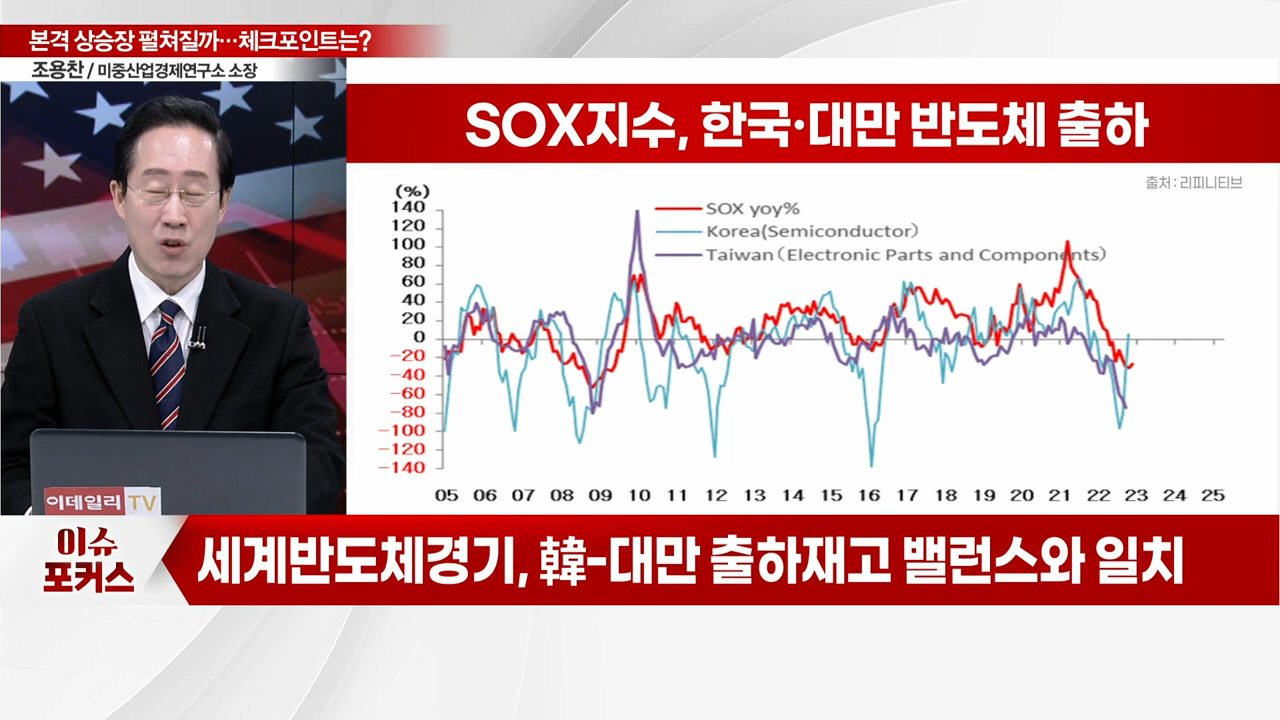 본격 상승장 펼쳐질까…체크포인트는?
조용찬 / 미중산업경제연구소 소장
SOX지수, 한국·대만 반도체 출하
출처 : 리피니티브
(%)
140
120
100
80
60
40
20
0
-20
-40
-60
-80
-100
-120
-140
SOX yoy%
Korea(Semiconductor)
Taiwan(Electronic Parts and Components)
05 06 07 08 09 10 11 12 13 14 15 16 17 18 19 20 21 22 23 24 25
이데일리 TV
이슈
포커스
세계반도체경기, 韓-대만 출하재고 밸런스와 일치